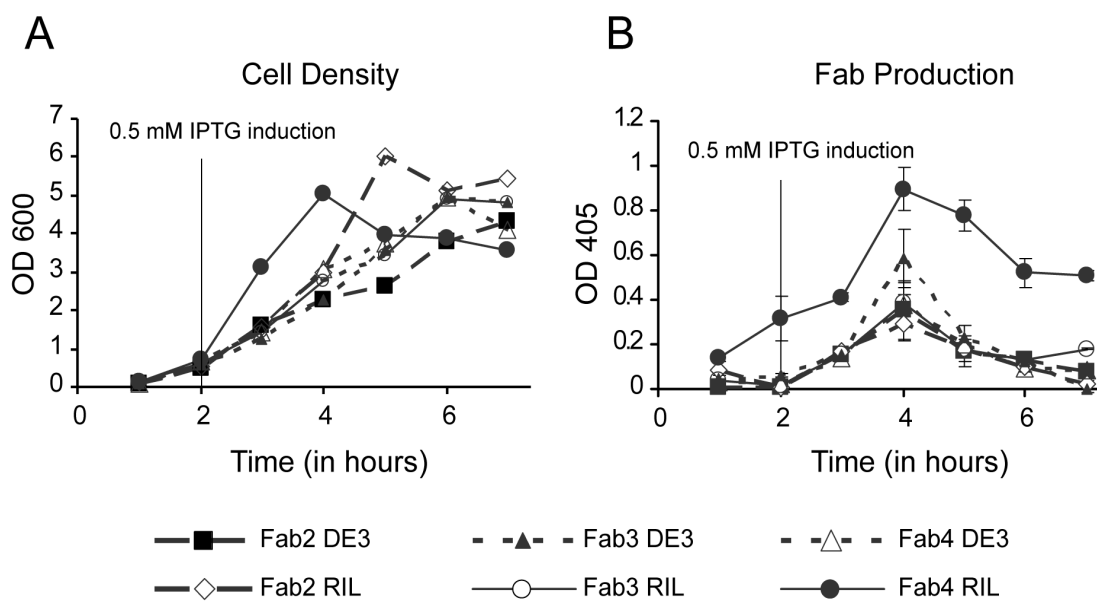 A
Cell Density
7
6
5
4
3
2
1
0
OD 600
0.5 mM IPTG induction
0 2 4 6
Time (in hours)
B
Fab Production
1.2
1
0.8
0.6
0.4
0.2
0
OD 405
0.5 mM IPTG induction
0 2 4 6
Time (in hours)
Fab2 DE3 Fab3 DE3 Fab4 DE3
Fab2 RIL Fab3 RIL Fab4 RIL